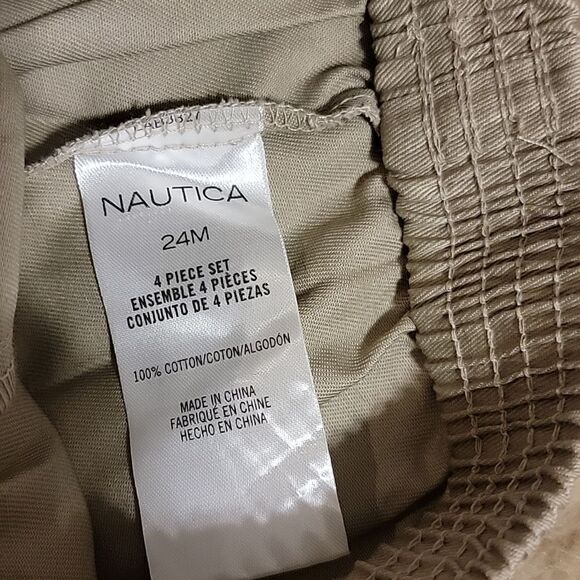 NAUTICA
24M
4 PIECE SET
ENSEMBLE 4 PIÈCES
CONJUNTO DE 4 PIEZAS
100% COTTON/COTON/ALGODÓN
MADE IN CHINA
FABRIQUÉ EN CHINE
HECHO EN CHINA